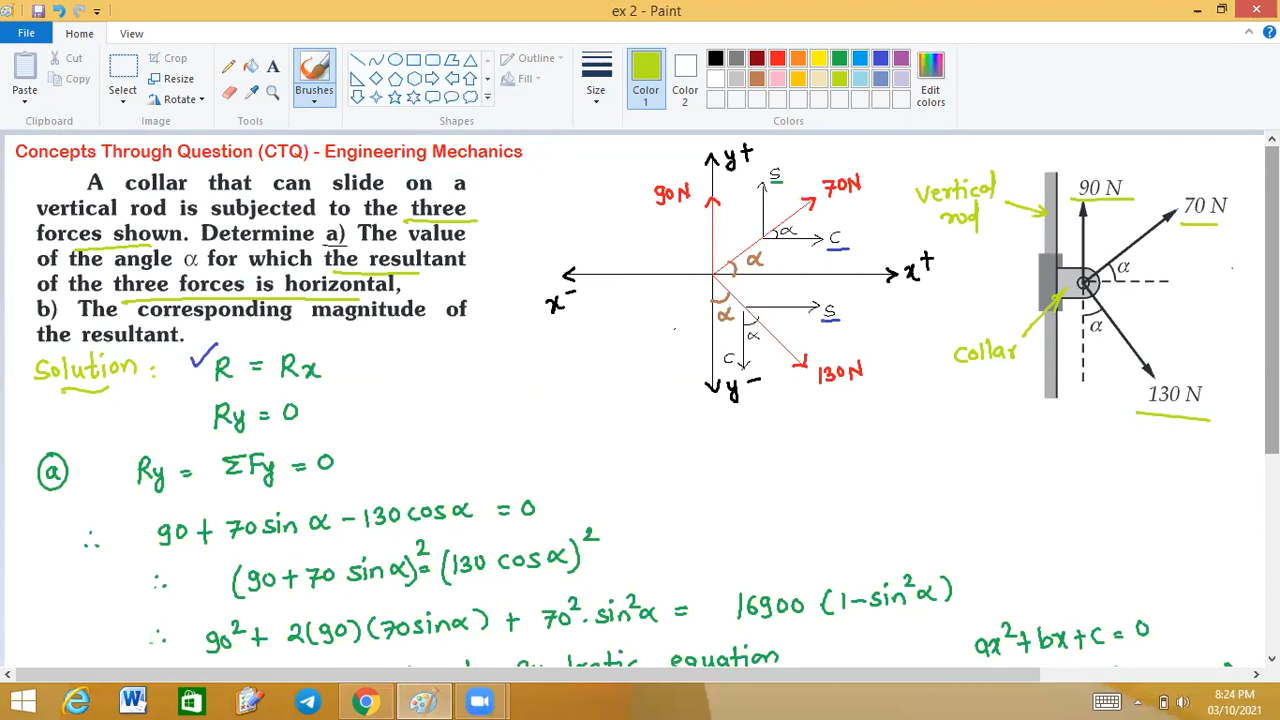 ex 2 - Paint
File Home View
Paste Cut Copy Clipboard
Select Crop Resize Rotate Image
Tools
Brushes
Outline Fill Shapes
Size
Color 1 Color 2 Edit colors Colors
Concepts Through Question (CTQ) - Engineering Mechanics
A collar that can slide on a
vertical rod is subjected to the three
forces shown. Determine a) The value
of the angle α for which the resultant
of the three forces is horizontal,
b) The corresponding magnitude of
the resultant.
y+
90N
S
70N
α
C
α
x+
x-
α
S
α
C
130N
y-
vertical
rod
90 N
70 N
α
collar
α
130 N
Solution : R = Rx
Ry = 0
a Ry = ΣFy = 0
∴ 90 + 70 sin α - 130 cos α = 0
∴ (90 + 70 sin α)² = (130 cos α)²
∴ 90² + 2(90)(70 sin α) + 70² . sin²α = 16900 (1 - sin²α)
ax² + bx + c = 0
equation
8:24 PM
03/10/2021